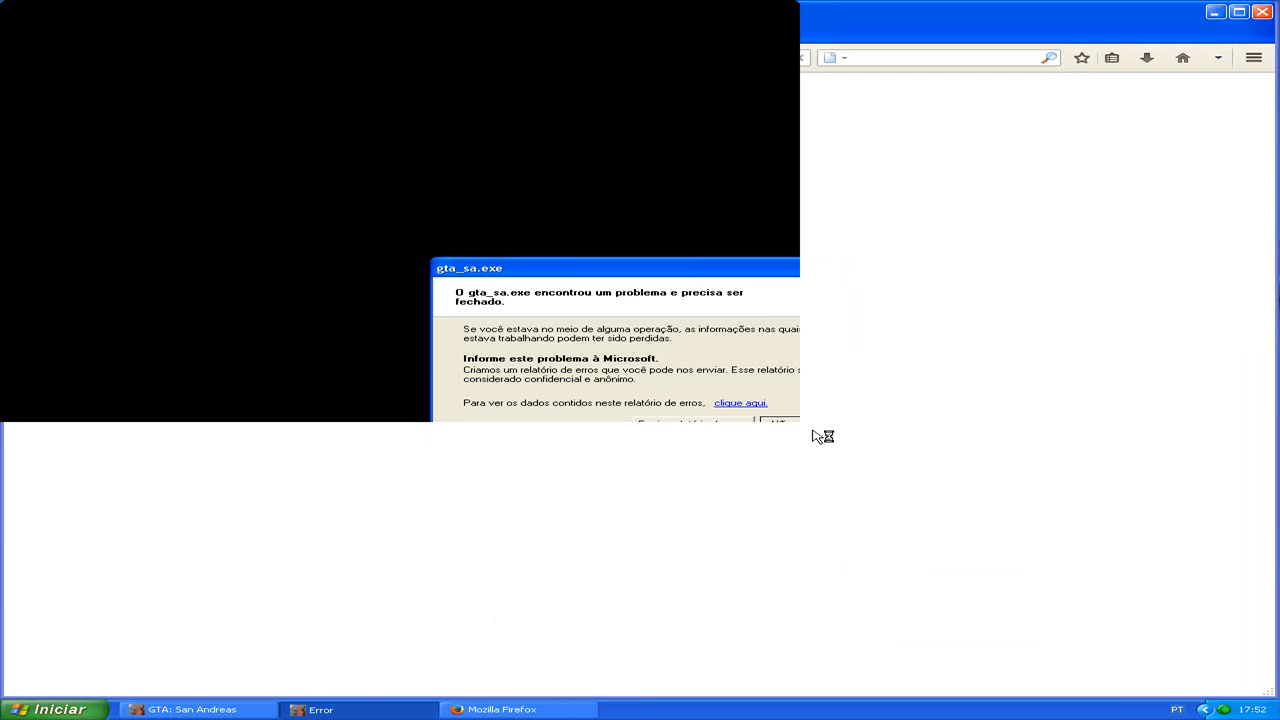 gta_sa.exe
O gta_sa.exe encontrou um problema e precisa ser
fechado.
Se você estava no meio de alguma operação, as informações nas quais
estava trabalhando podem ter sido perdidas.
Informe este problema à Microsoft.
Criamos um relatório de erros que você pode nos enviar. Esse relatório
considerado confidencial e anônimo.
Para ver os dados contidos neste relatório de erros, clique aqui.
Iniciar
GTA: San Andreas
Error
Mozilla Firefox
PT
17:52